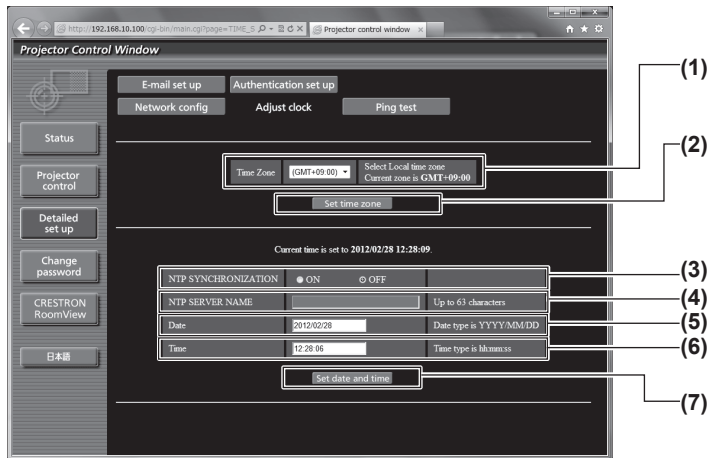 http://192.168.10.100/cgi-bin/main.cgi?page=TIME_S
Projector control window
Projector Control Window
E-mail set up Authentication set up
Network config Adjust clock Ping test
Status
Projector control
Detailed set up
Change password
CRESTRON RoomView
日本語
Time Zone (GMT+09:00) Select Local time zone
Current zone is GMT+09:00
Set time zone
Current time is set to 2012/02/28 12:28:09.
NTP SYNCHRONIZATION ON OFF
NTP SERVER NAME Up to 63 characters
Date 2012/02/28 Date type is YYYY/MM/DD
Time 12:28:06 Time type is hh:mm:ss
Set date and time
(1)
(2)
(3)
(4)
(5)
(6)
(7)